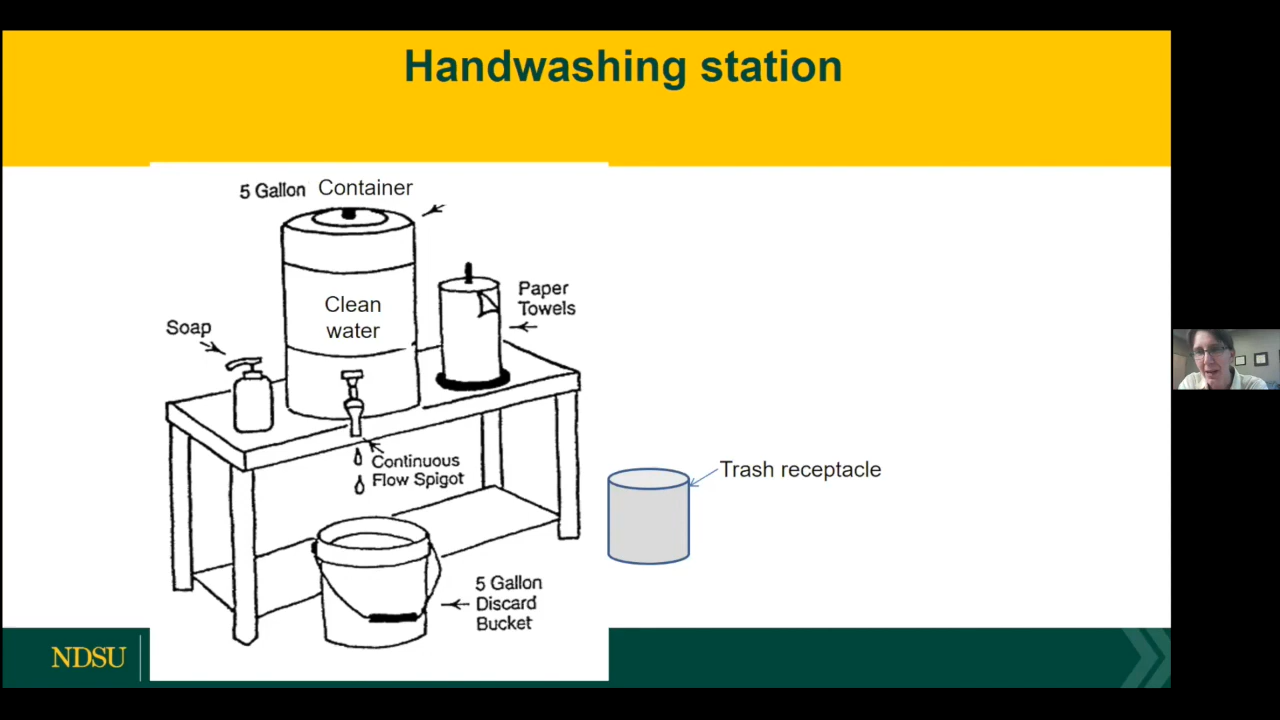 Handwashing station
5 Gallon Container
Clean
water
Paper
Towels
Soap
Continuous
Flow Spigot
Trash receptacle
5 Gallon
Discard
Bucket
NDSU